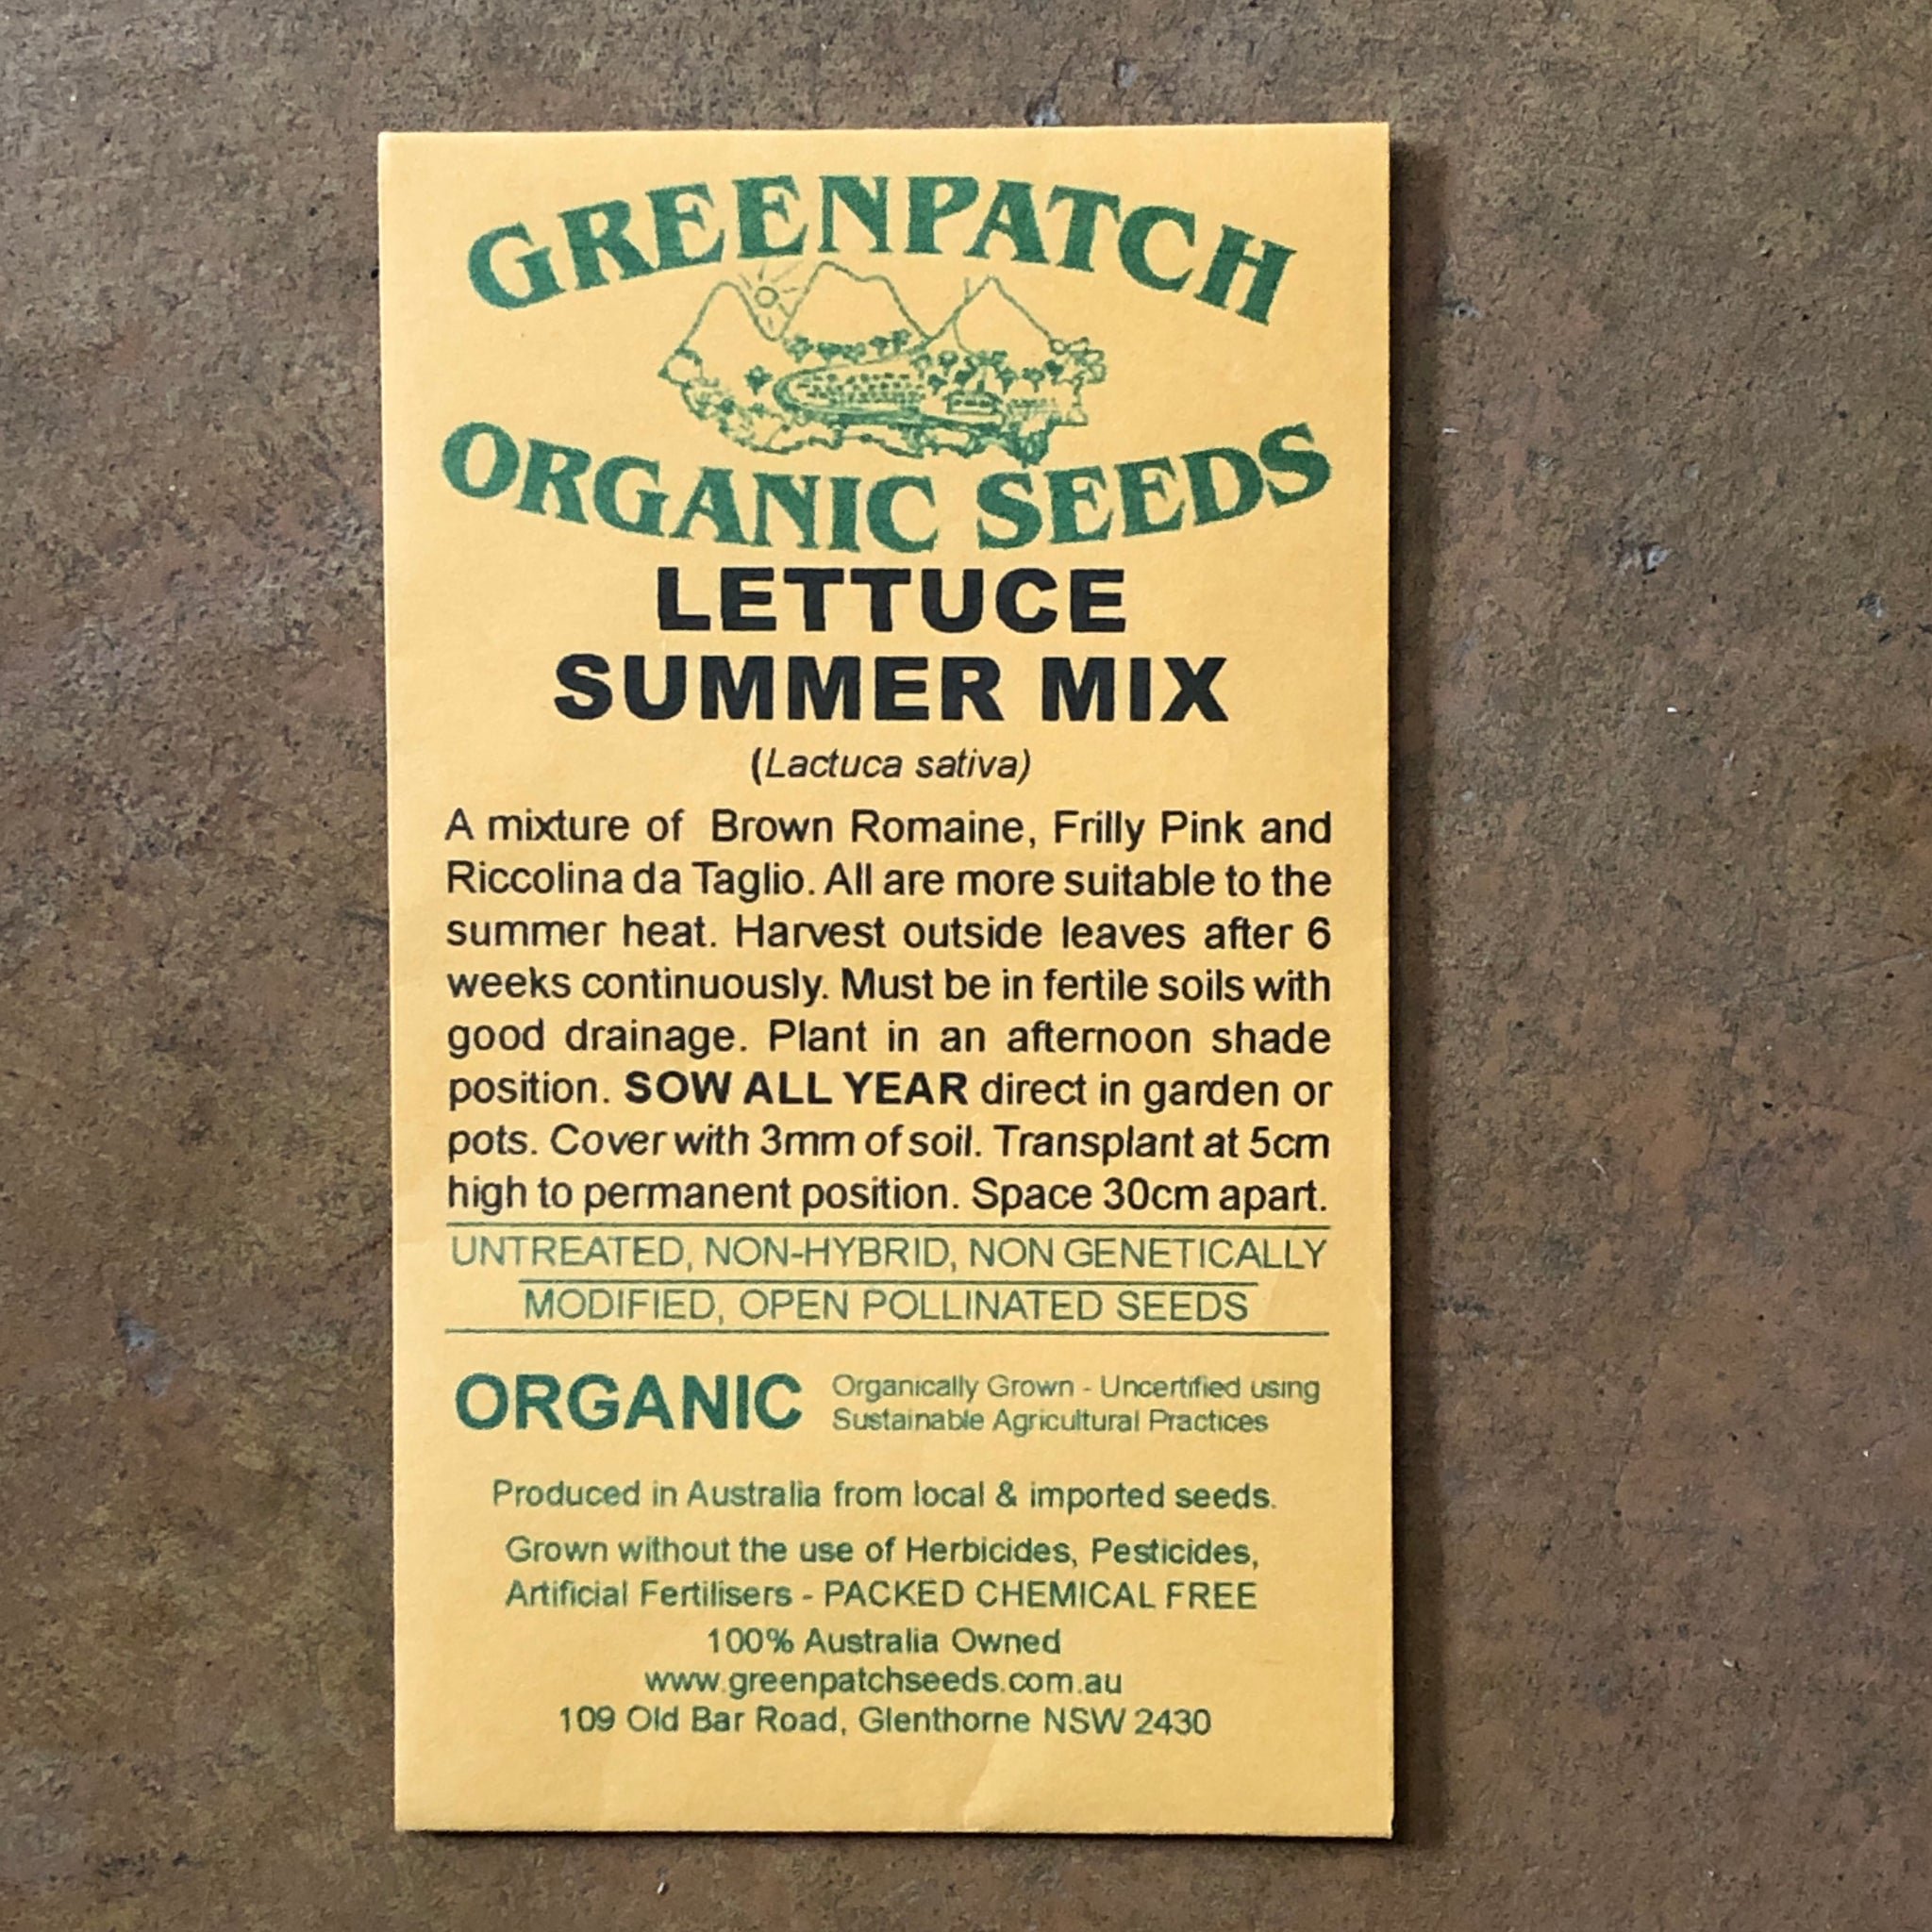 GREENPATCH
ORGANIC SEEDS
LETTUCE
SUMMER MIX
(Lactuca sativa)
A mixture of Brown Romaine, Frilly Pink and
Riccolina da Taglio. All are more suitable to the
summer heat. Harvest outside leaves after 6
weeks continuously. Must be in fertile soils with
good drainage. Plant in an afternoon shade
position. SOW ALL YEAR direct in garden or
pots. Cover with 3mm of soil. Transplant at 5cm
high to permanent position. Space 30cm apart.
UNTREATED, NON-HYBRID, NON GENETICALLY
MODIFIED, OPEN POLLINATED SEEDS
ORGANIC
Organically Grown - Uncertified using
Sustainable Agricultural Practices
Produced in Australia from local & imported seeds.
Grown without the use of Herbicides, Pesticides,
Artificial Fertilisers - PACKED CHEMICAL FREE
100% Australia Owned
www.greenpatchseeds.com.au
109 Old Bar Road, Glenthorne NSW 2430